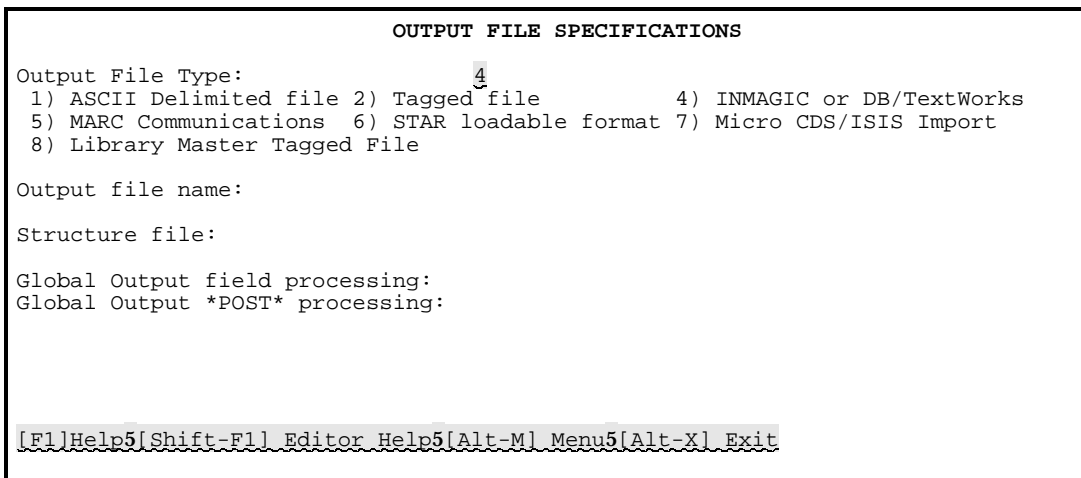 OUTPUT FILE SPECIFICATIONS
Output File Type: 4
1) ASCII Delimited file 2) Tagged file 4) INMAGIC or DB/TextWorks
5) MARC Communications 6) STAR loadable format 7) Micro CDS/ISIS Import
8) Library Master Tagged File
Output file name:
Structure file:
Global Output field processing:
Global Output *POST* processing:
[F1]Help5[Shift-F1] Editor Help5[Alt-M] Menu5[Alt-X] Exit